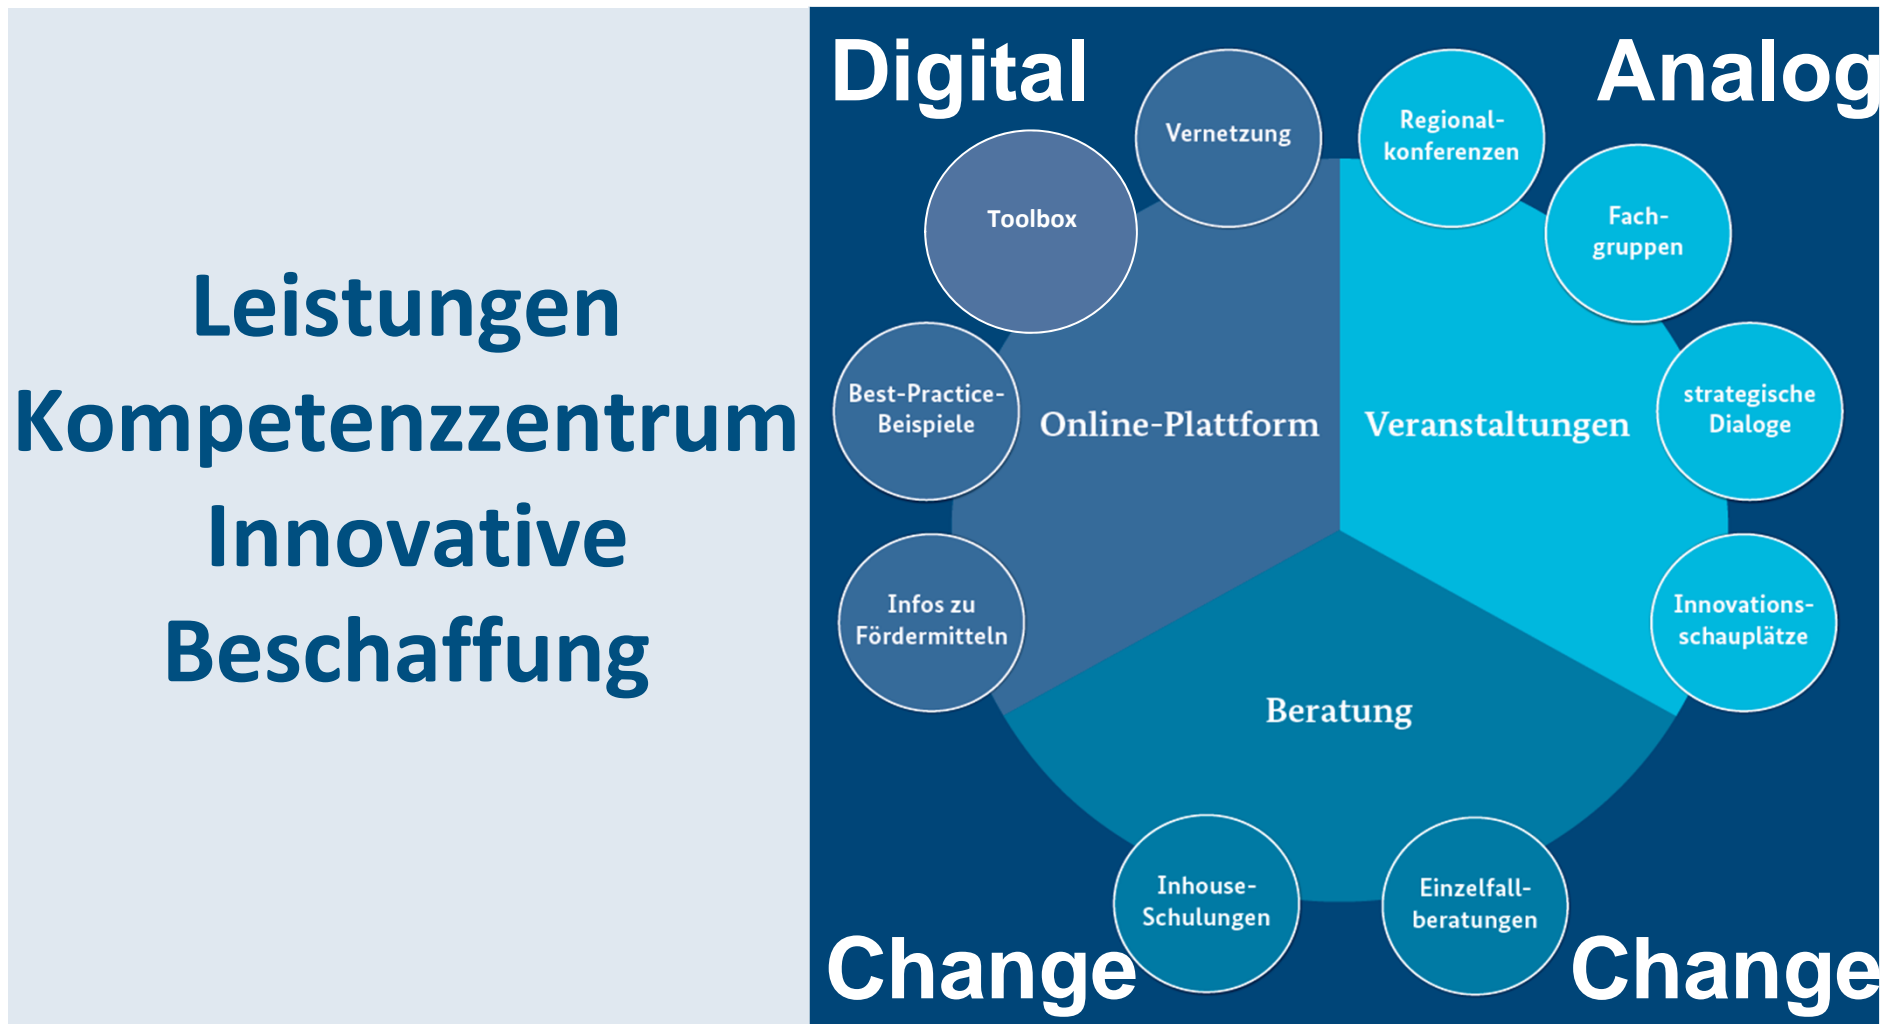 Leistungen
Kompetenzzentrum
Innovative
Beschaffung
Digital
Analog
Vernetzung
Regional-
konferenzen
Toolbox
Fach-
gruppen
Best-Practice-
Beispiele
Online-Plattform
Veranstaltungen
strategische
Dialoge
Infos zu
Fördermitteln
Innovations-
schauplätze
Beratung
Inhouse-
Schulungen
Einzelfall-
beratungen
Change
Change